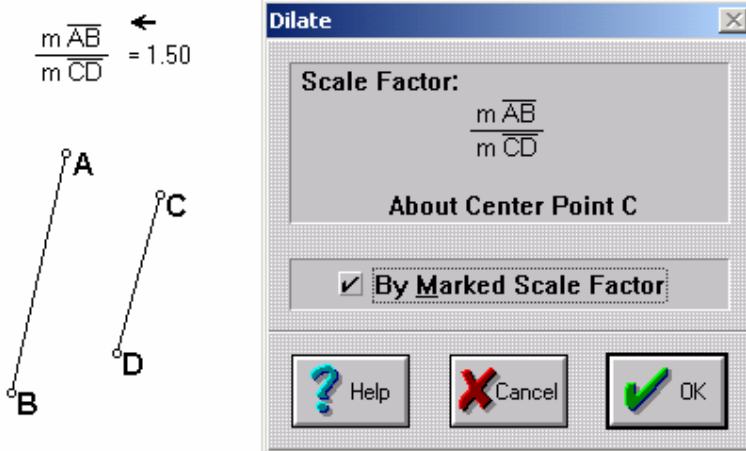 m AB
m CD
= 1.50
A
C
D
B
Dilate
Scale Factor:
m AB
m CD
About Center Point C
By Marked Scale Factor
? Help
Cancel
OK